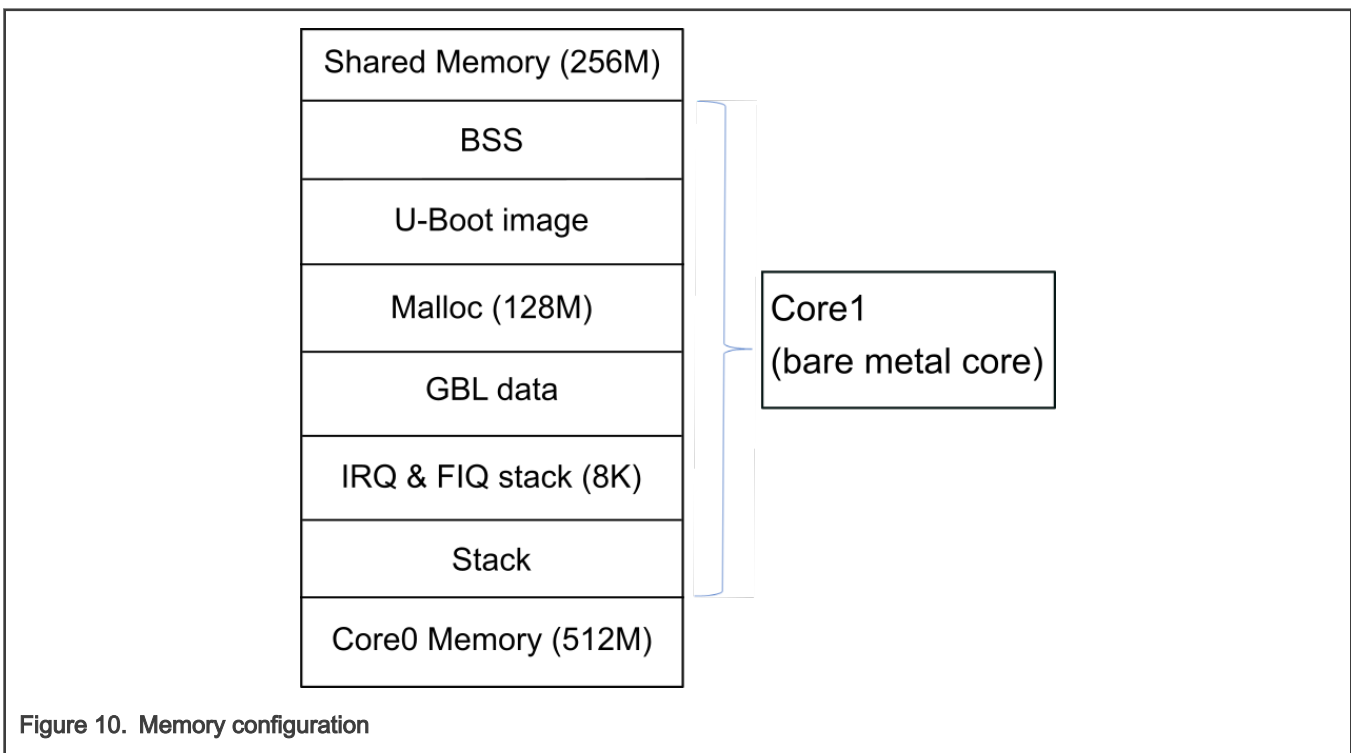 Shared Memory (256M)
BSS
U-Boot image
Malloc (128M)
GBL data
IRQ & FIQ stack (8K)
Stack
Core0 Memory (512M)
Core1
(bare metal core)
Figure 10. Memory configuration